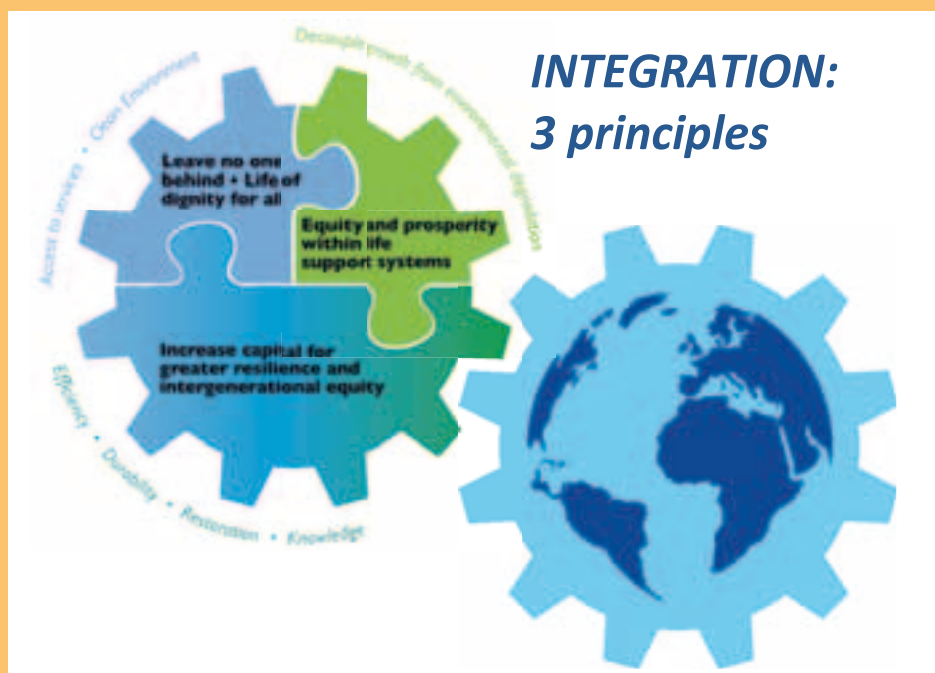 INTEGRATION:
3 principles
Decouple growth from environmental degradation
Access to services • Clean Environment
Leave no one
behind • Life of
dignity for all
Equity and prosperity
within life
support systems
Increase capital for
greater resilience and
intergenerational equity
Efficiency • Durability • Restoration • Knowledge